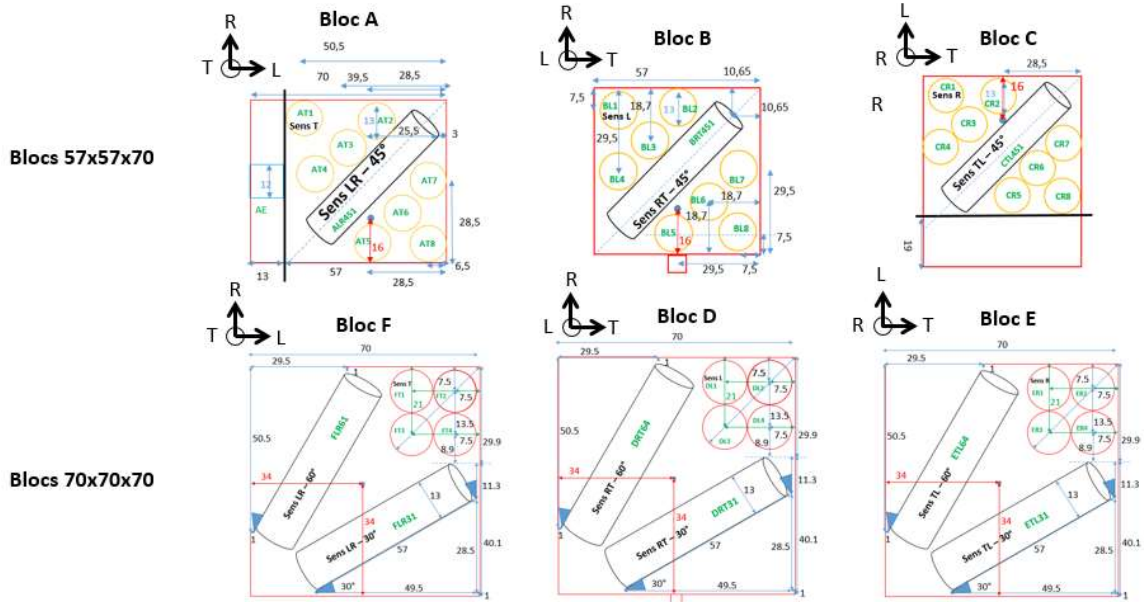 Blocs 57x57x70
Bloc A
R
T
L
50,5
70
39,5
28,5
AT1
Sens T
AT2
13
25,5
3
AT3
AT4
AT7
Sens LR – 45°
ALR451
AT6
AT5
AT8
12
AE
16
28,5
13
57
6,5
28,5
Bloc B
R
L
T
57
10,65
7,5
BL1
Sens L
18,7
13
BL2
10,65
BRT451
29,5
BL3
BL4
BL7
Sens RT – 45°
BL6
18,7
18,7
29,5
BL5
BL8
16
7,5
29,5
7,5
Bloc C
L
R
T
R
28,5
CR1
Sens R
13
16
CR2
CR3
CR4
CR7
CTL451
CR6
Sens TL – 45°
CR5
CR8
19
Blocs 70x70x70
Bloc F
R
T
L
70
29.5
1
Sens T
FT1
7.5
FT2
7.5
21
FT3
FT4
13.5
7.5
8.9
29.9
50.5
FLR61
Sens LR – 60°
34
34
13
11.3
FLR31
Sens LR – 30°
57
40.1
28.5
1
30°
49.5
1
Bloc D
R
L
T
70
29.5
1
Sens L
DL1
7.5
DL2
7.5
21
DL3
DL4
13.5
7.5
8.9
29.9
50.5
DRT64
Sens RT – 60°
34
34
13
11.3
DRT31
Sens RT – 30°
57
40.1
28.5
1
30°
49.5
1
Bloc E
L
R
T
70
29.5
1
Sens R
ER1
7.5
ER2
7.5
21
ER3
ER4
13.5
7.5
8.9
29.9
50.5
ETL64
Sens TL – 60°
34
34
13
11.3
ETL31
Sens TL – 30°
57
40.1
28.5
1
30°
49.5
1